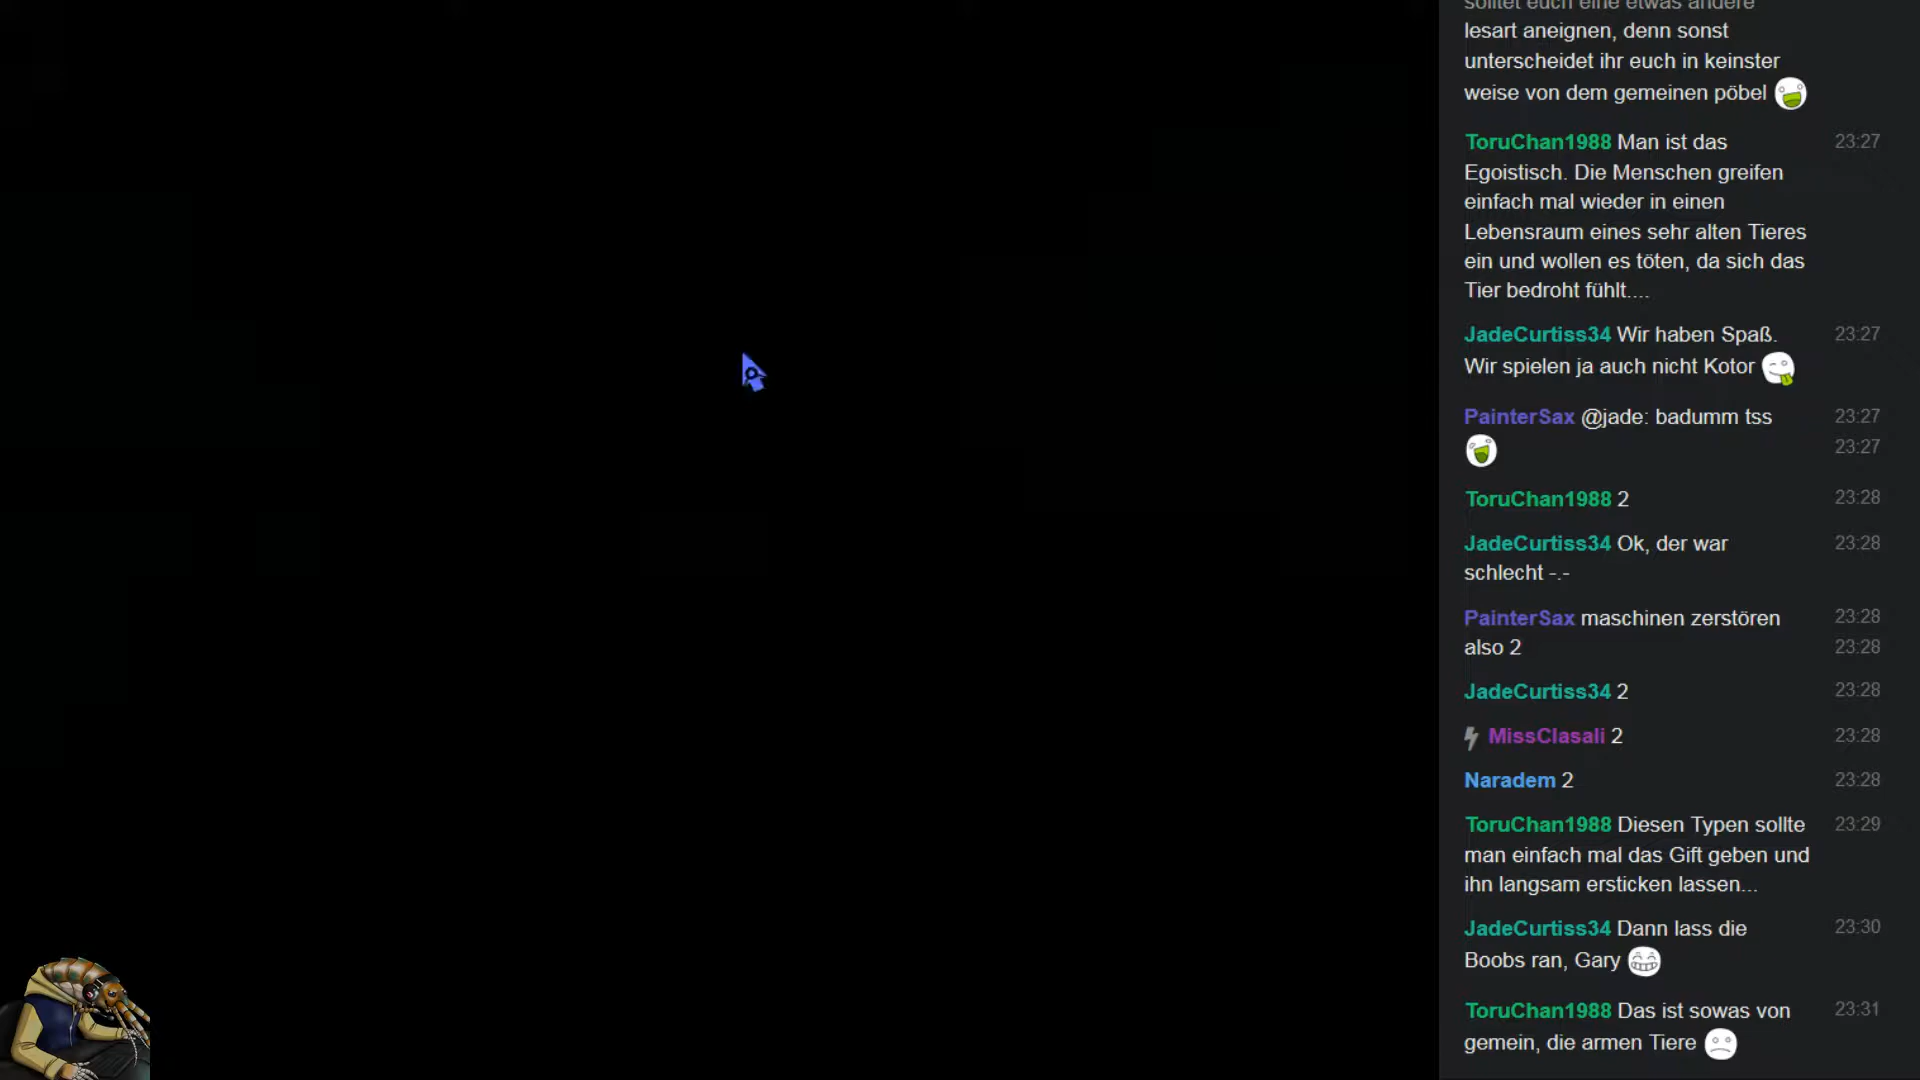 solltet euch eine etwas andere
lesart aneignen, denn sonst
unterscheidet ihr euch in keinster
weise von dem gemeinen pöbel
ToruChan1988 Man ist das 23:27
Egoistisch. Die Menschen greifen
einfach mal wieder in einen
Lebensraum eines sehr alten Tieres
ein und wollen es töten, da sich das
Tier bedroht fühlt....
JadeCurtiss34 Wir haben Spaß. 23:27
Wir spielen ja auch nicht Kotor
PainterSax @jade: badumm tss 23:27
23:27
ToruChan1988 2 23:28
JadeCurtiss34 Ok, der war 23:28
schlecht -.-
PainterSax maschinen zerstören 23:28
also 2 23:28
JadeCurtiss34 2 23:28
MissClasali 2 23:28
Naradem 2 23:28
ToruChan1988 Diesen Typen sollte 23:29
man einfach mal das Gift geben und
ihn langsam ersticken lassen...
JadeCurtiss34 Dann lass die 23:30
Boobs ran, Gary
ToruChan1988 Das ist sowas von 23:31
gemein, die armen Tiere